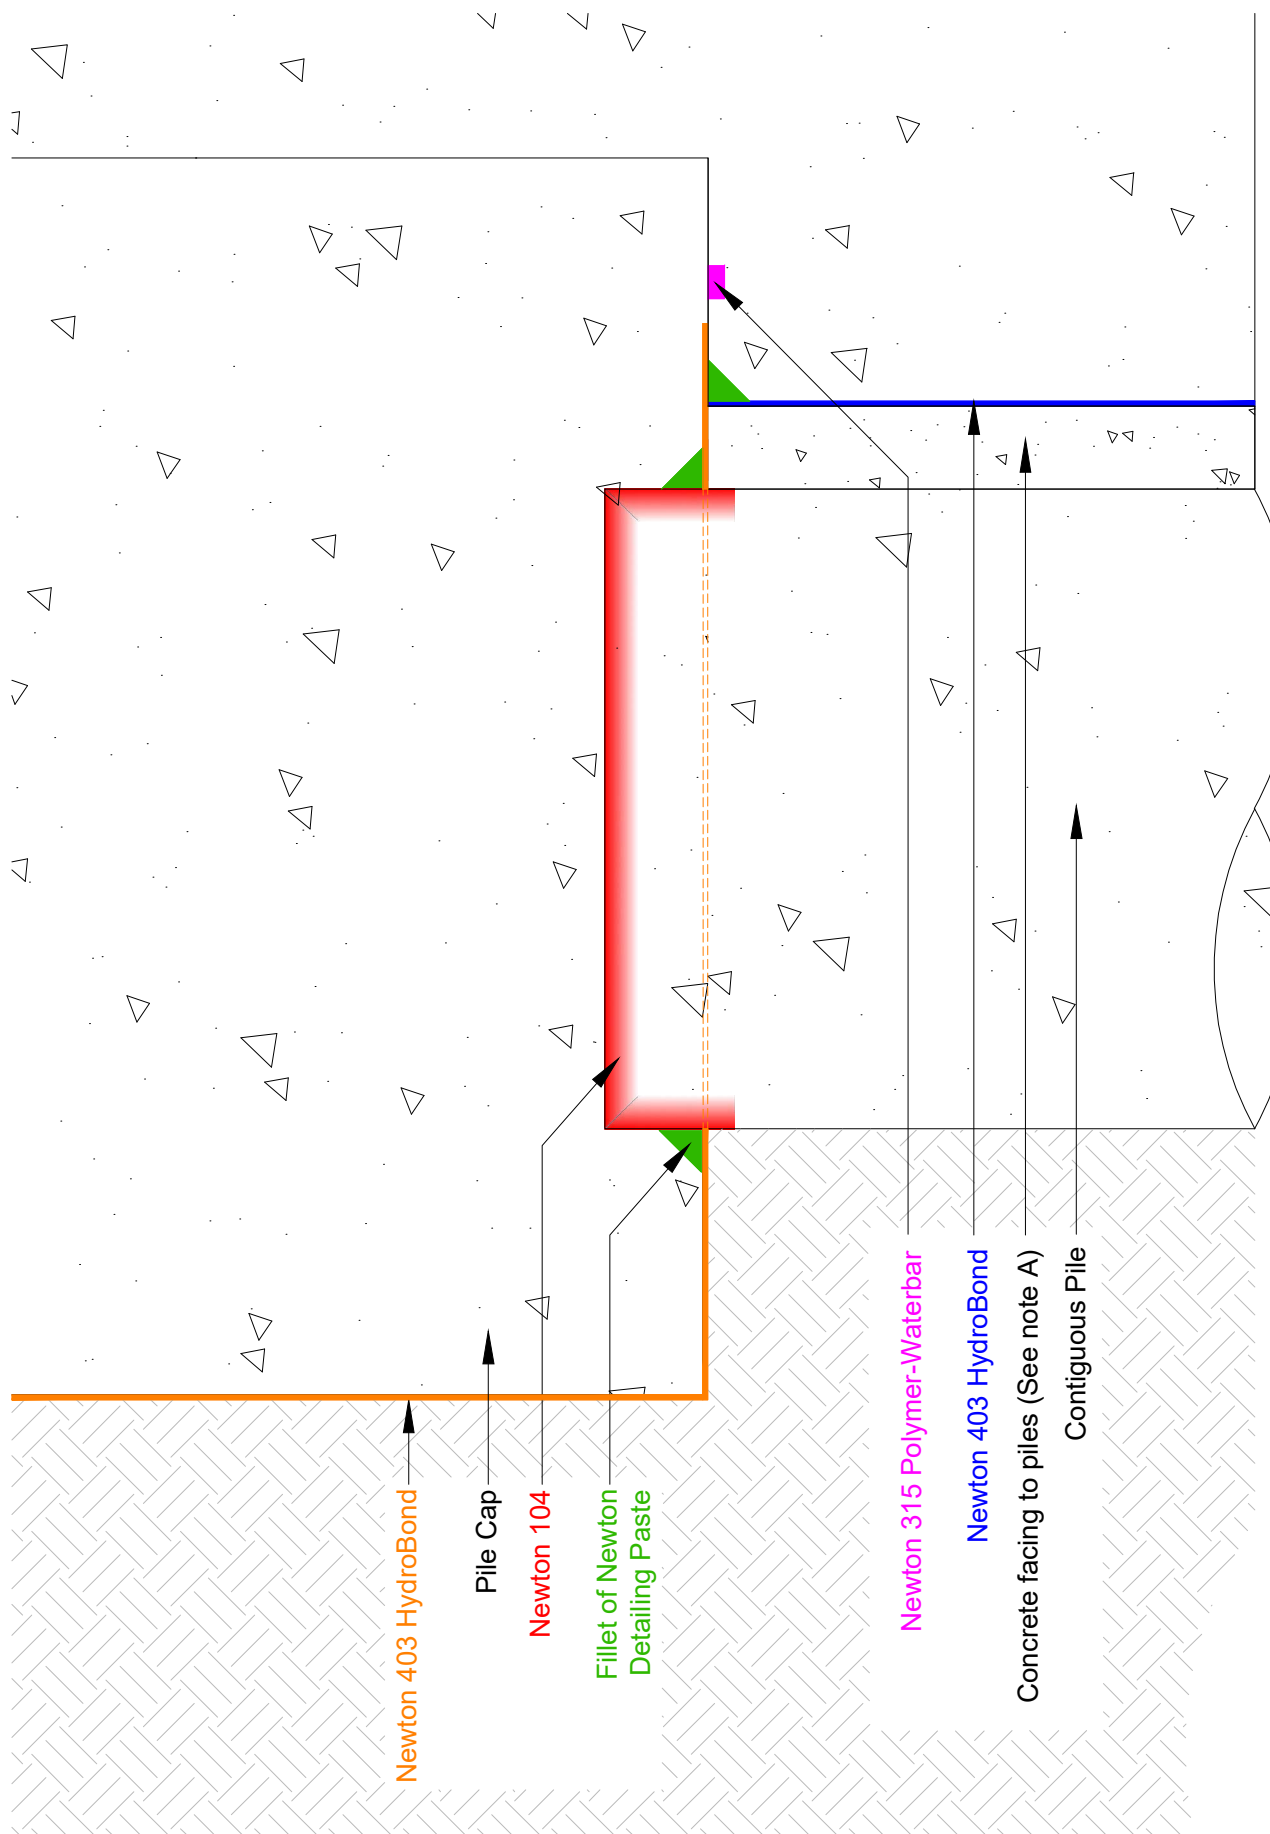 Newton 403 HydroBond
Pile Cap
Newton 104
Fillet of Newton
Detailing Paste
Newton 315 Polymer-Waterbar
Newton 403 HydroBond
Concrete facing to piles (See note A)
Contiguous Pile